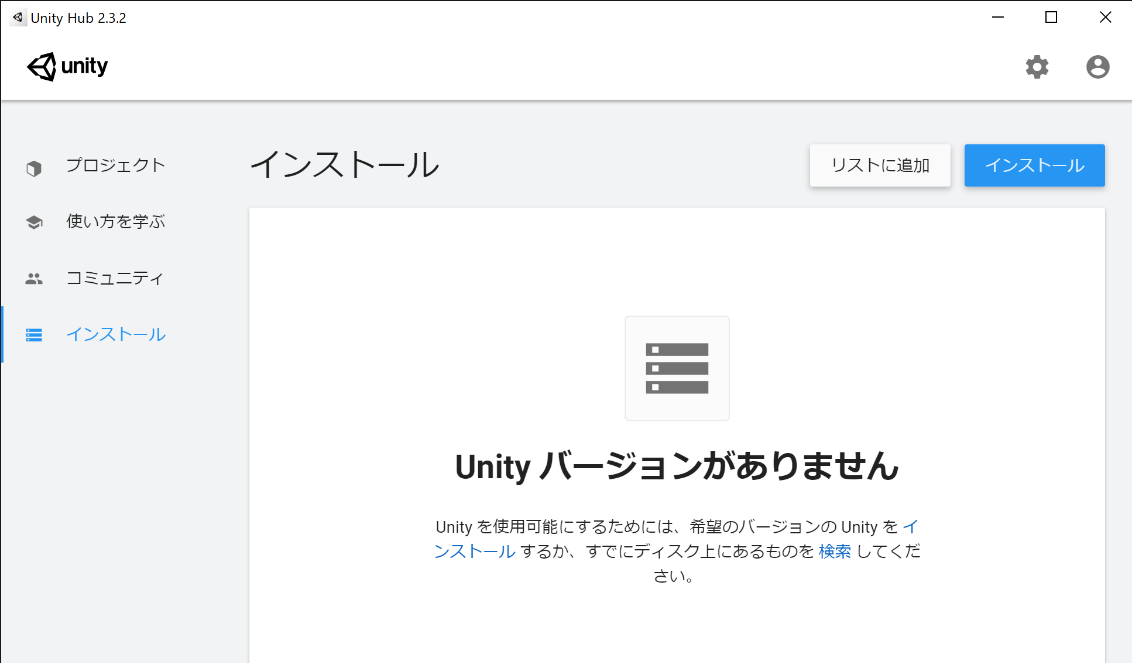 Unity Hub 2.3.2
unity
プロジェクト
使い方を学ぶ
コミュニティ
インストール
インストール
リストに追加
インストール
Unity バージョンがありません
Unity を使用可能にするためには、希望のバージョンの Unity を イ
ンストール するか、すでにディスク上にあるものを 検索 してくだ
さい。